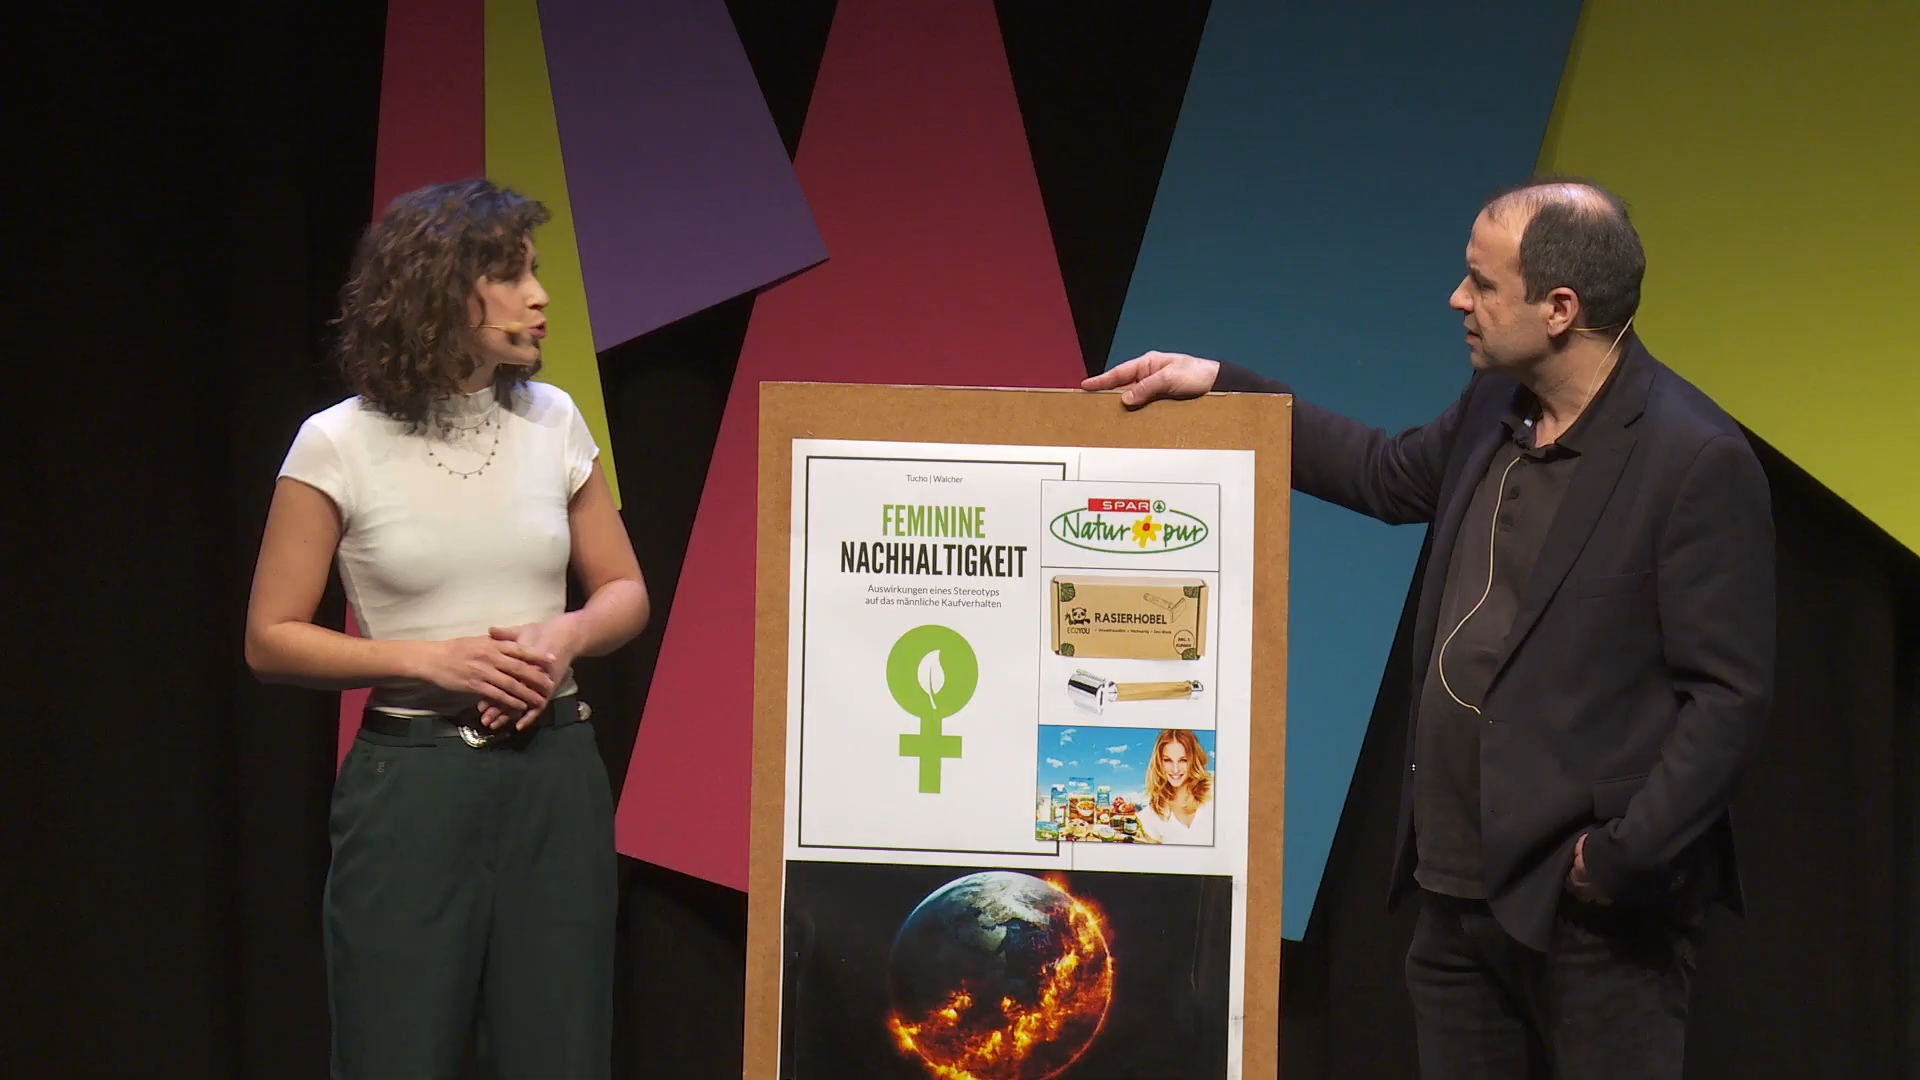 Tucho | Walcher
FEMININE
NACHHALTIGKEIT
Auswirkungen eines Stereotyps
auf das männliche Kaufverhalten
SPAR
Natur pur
ECOYOU
RASIERHOBEL